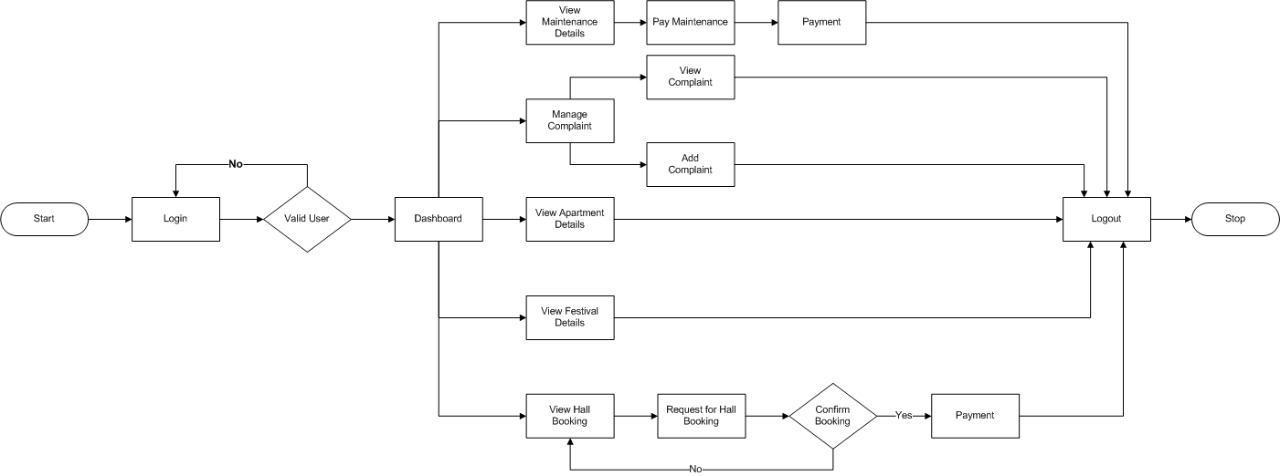 View
Maintenance
Details
Pay Maintenance
Payment
View
Complaint
Manage
Complaint
Add
Complaint
No
Start
Login
Valid User
Dashboard
View Apartment
Details
Logout
Stop
View Festival
Details
View Hall
Booking
Request for Hall
Booking
Confirm
Booking
Yes
Payment
No